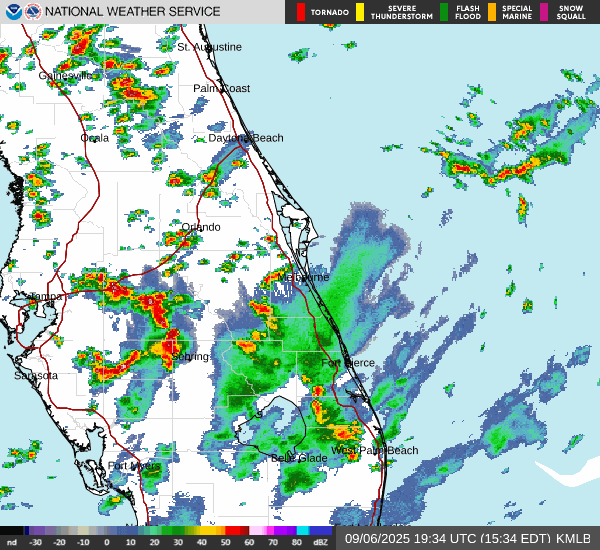 NATIONAL WEATHER SERVICE
TORNADO
SEVERE THUNDERSTORM
FLASH FLOOD
SPECIAL MARINE
SNOW SQUALL
St. Augustine
Gainesville
Palm Coast
Ocala
Daytona Beach
Orlando
Melbourne
Tampa
Sebring
Fort Pierce
Sarasota
West Palm Beach
Belle Glade
Fort Myers
nd -30 -20 -10 0 10 20 30 40 50 60 70 80 dBZ
09/06/2025 19:34 UTC (15:34 EDT) KMLB